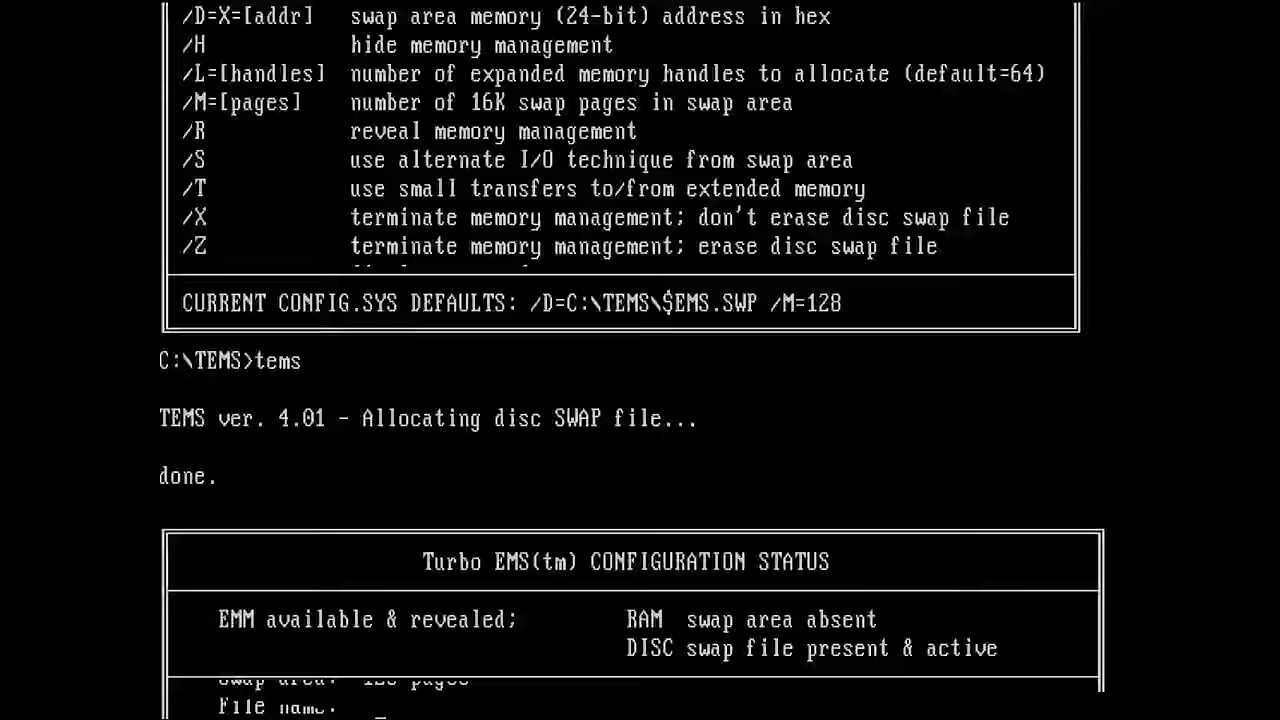 /D=X=[addr] swap area memory (24-bit) address in hex
/H hide memory management
/L=[handles] number of expanded memory handles to allocate (default=64)
/M=[pages] number of 16K swap pages in swap area
/R reveal memory management
/S use alternate I/O technique from swap area
/T use small transfers to/from extended memory
/X terminate memory management; don't erase disc swap file
/Z terminate memory management; erase disc swap file
CURRENT CONFIG.SYS DEFAULTS: /D=C:\TEMS\$EMS.SWP /M=128
C:\TEMS>tems
TEMS ver. 4.01 - Allocating disc SWAP file...
done.
Turbo EMS(tm) CONFIGURATION STATUS
EMM available & revealed; RAM swap area absent
DISC swap file present & active
Swap area: 128 pages
File name: